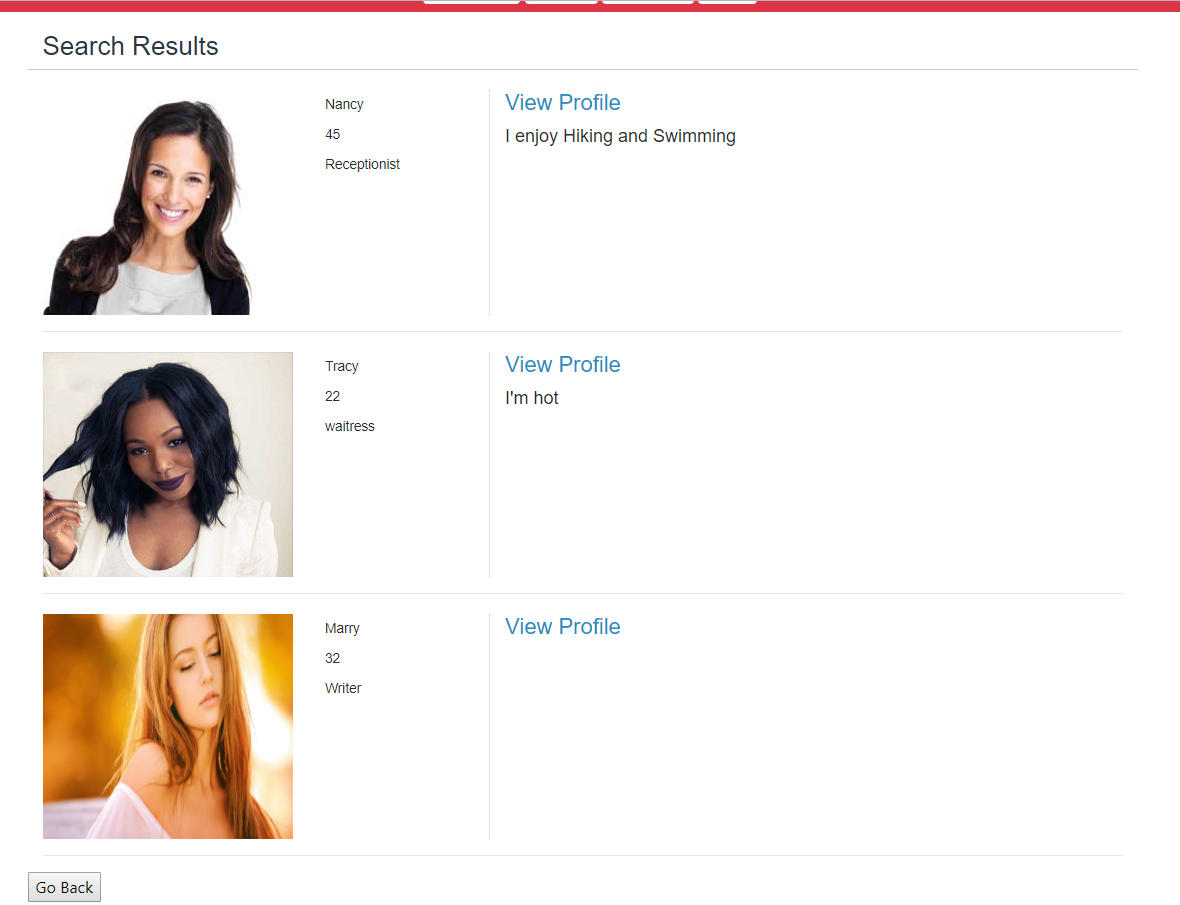 Search Results
Nancy
45
Receptionist
View Profile
I enjoy Hiking and Swimming
Tracy
22
waitress
View Profile
I'm hot
Marry
32
Writer
View Profile
Go Back